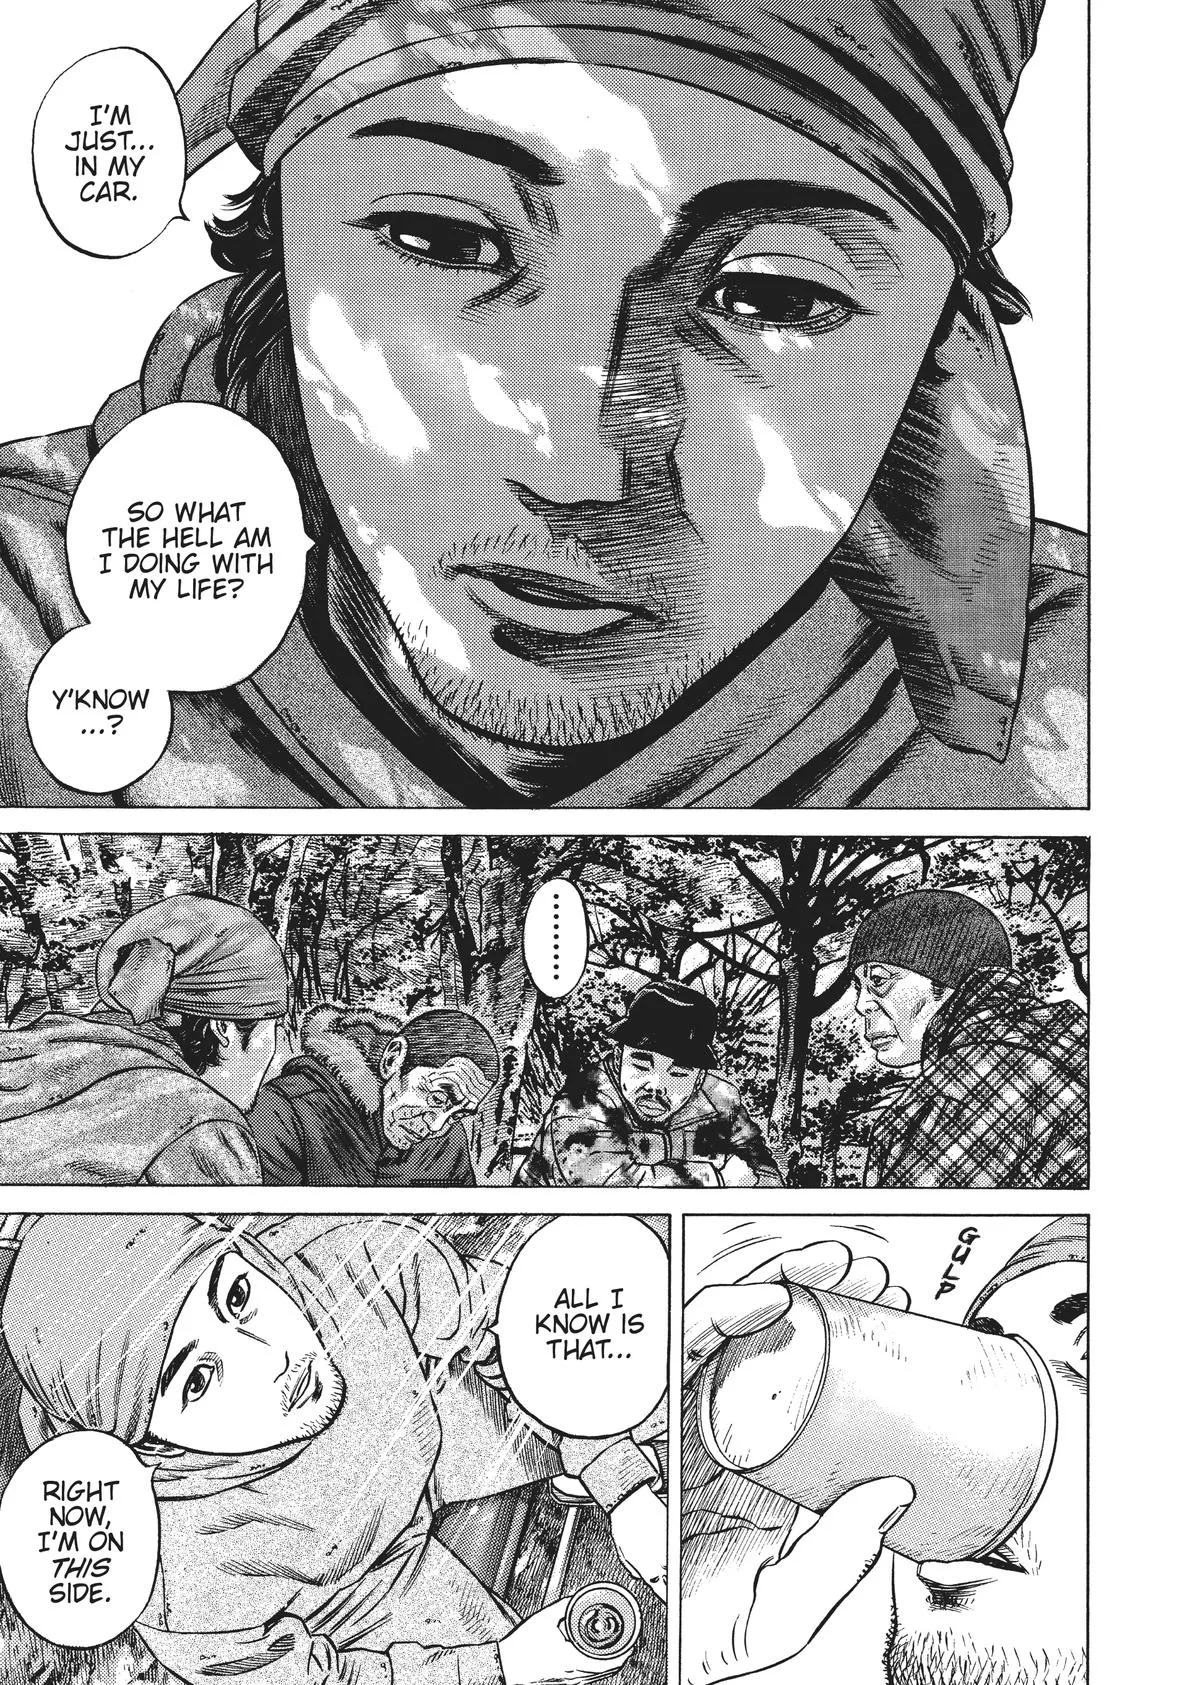 I'M
JUST...
IN MY
CAR.
SO WHAT
THE HELL AM
I DOING WITH
MY LIFE?
Y'KNOW
...?
.........
ALL I
KNOW IS
THAT...
RIGHT
NOW,
I'M ON
THIS
SIDE.
GULP